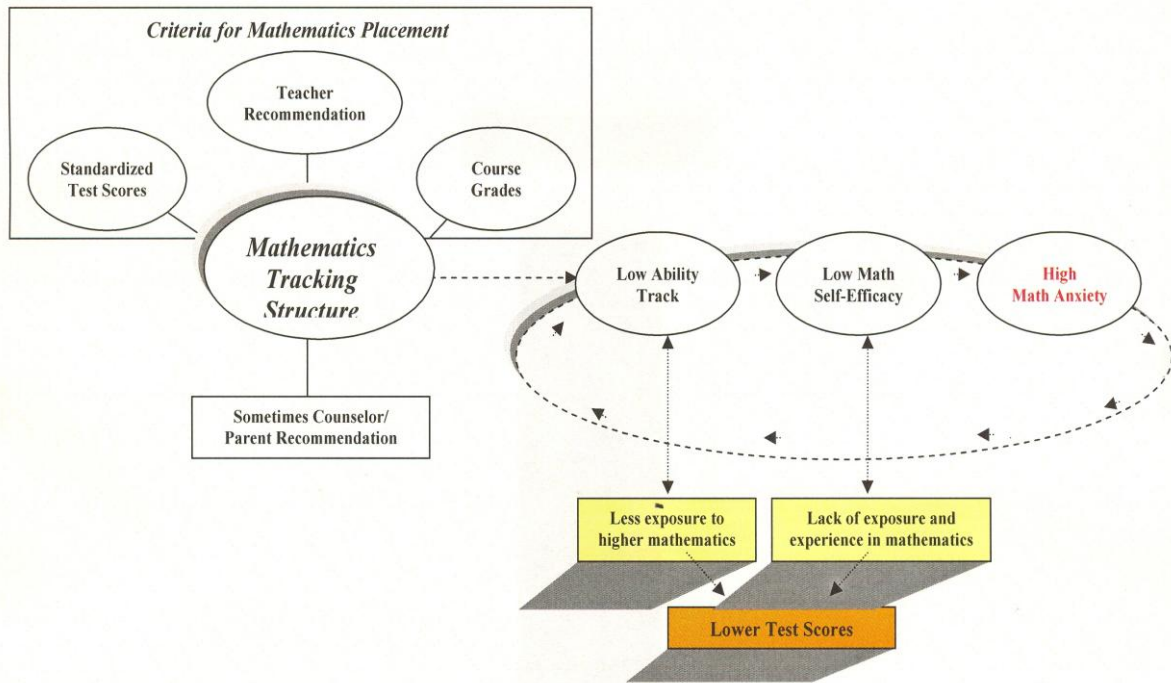 Criteria for Mathematics Placement
Teacher
Recommendation
Standardized
Test Scores
Course
Grades
Mathematics
Tracking
Structure
Sometimes Counselor/
Parent Recommendation
Low Ability
Track
Low Math
Self-Efficacy
High
Math Anxiety
Less exposure to
higher mathematics
Lack of exposure and
experience in mathematics
Lower Test Scores